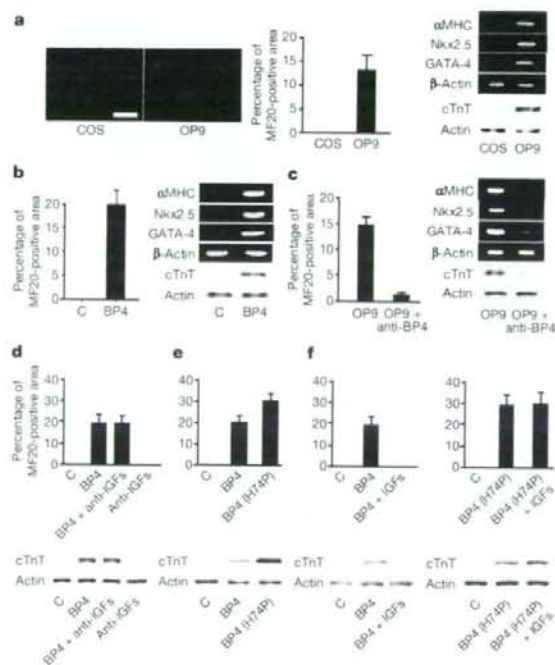 a
Percentage of
MF20-positive area
20
15
10
5
0
COS OP9
COS OP9
αMHC
Nkx2.5
GATA-4
β-Actin
cTnT
Actin
COS OP9
b
Percentage of
MF20-positive area
20
15
10
5
0
C BP4
αMHC
Nkx2.5
GATA-4
β-Actin
cTnT
Actin
C BP4
c
Percentage of
MF20-positive area
20
15
10
5
0
OP9 OP9 +
anti-BP4
αMHC
Nkx2.5
GATA-4
β-Actin
cTnT
Actin
OP9 OP9 +
anti-BP4
d
Percentage of
MF20-positive area
40
30
20
10
0
C
BP4
BP4 + anti-IGFs
Anti-IGFs
e
40
30
20
10
0
C
BP4
BP4 (H74P)
f
40
30
20
10
0
C
BP4
BP4 + IGFs
40
30
20
10
0
C
BP4 (H74P)
BP4 (H74P)
+ IGFs
cTnT
Actin
C
BP4
BP4 + anti-IGFs
Anti-IGFs
cTnT
Actin
C
BP4
BP4 (H74P)
cTnT
Actin
C
BP4
BP4 + IGFs
cTnT
Actin
C
BP4 (H74P)
BP4 (H74P)
+ IGFs